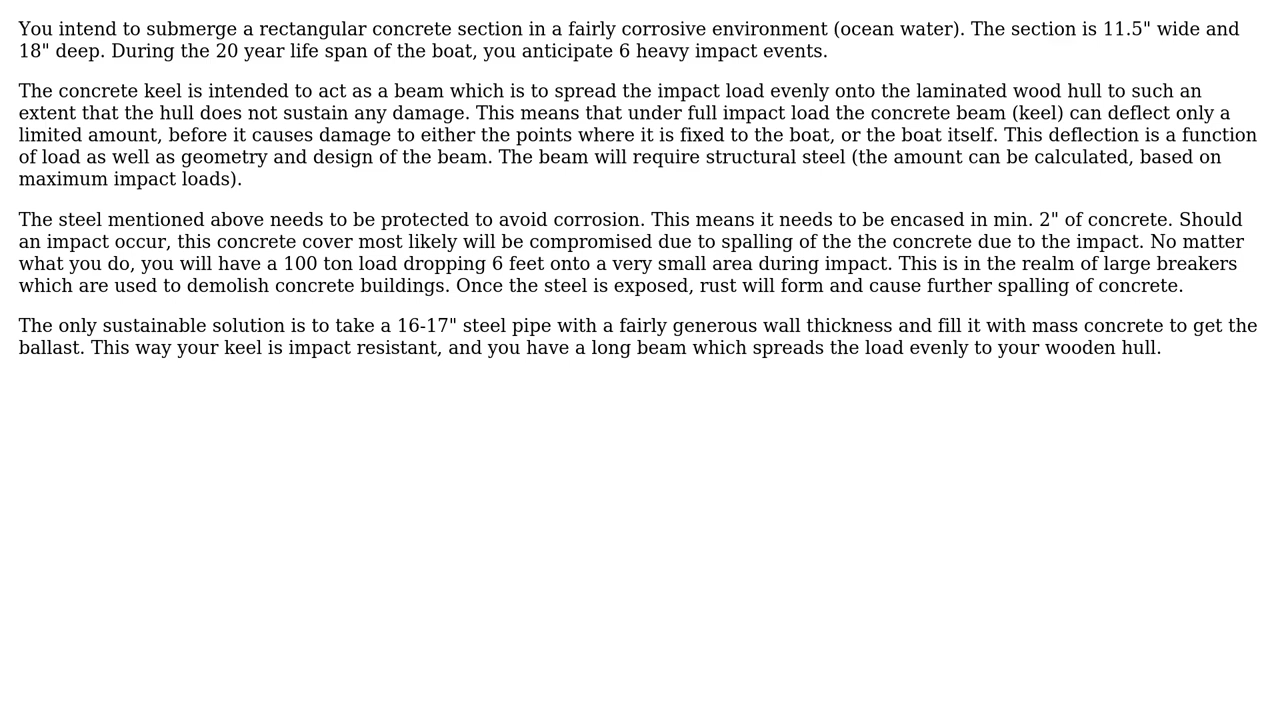 You intend to submerge a rectangular concrete section in a fairly corrosive environment (ocean water). The section is 11.5" wide and
18" deep. During the 20 year life span of the boat, you anticipate 6 heavy impact events.
The concrete keel is intended to act as a beam which is to spread the impact load evenly onto the laminated wood hull to such an
extent that the hull does not sustain any damage. This means that under full impact load the concrete beam (keel) can deflect only a
limited amount, before it causes damage to either the points where it is fixed to the boat, or the boat itself. This deflection is a function
of load as well as geometry and design of the beam. The beam will require structural steel (the amount can be calculated, based on
maximum impact loads).
The steel mentioned above needs to be protected to avoid corrosion. This means it needs to be encased in min. 2" of concrete. Should
an impact occur, this concrete cover most likely will be compromised due to spalling of the the concrete due to the impact. No matter
what you do, you will have a 100 ton load dropping 6 feet onto a very small area during impact. This is in the realm of large breakers
which are used to demolish concrete buildings. Once the steel is exposed, rust will form and cause further spalling of concrete.
The only sustainable solution is to take a 16-17" steel pipe with a fairly generous wall thickness and fill it with mass concrete to get the
ballast. This way your keel is impact resistant, and you have a long beam which spreads the load evenly to your wooden hull.